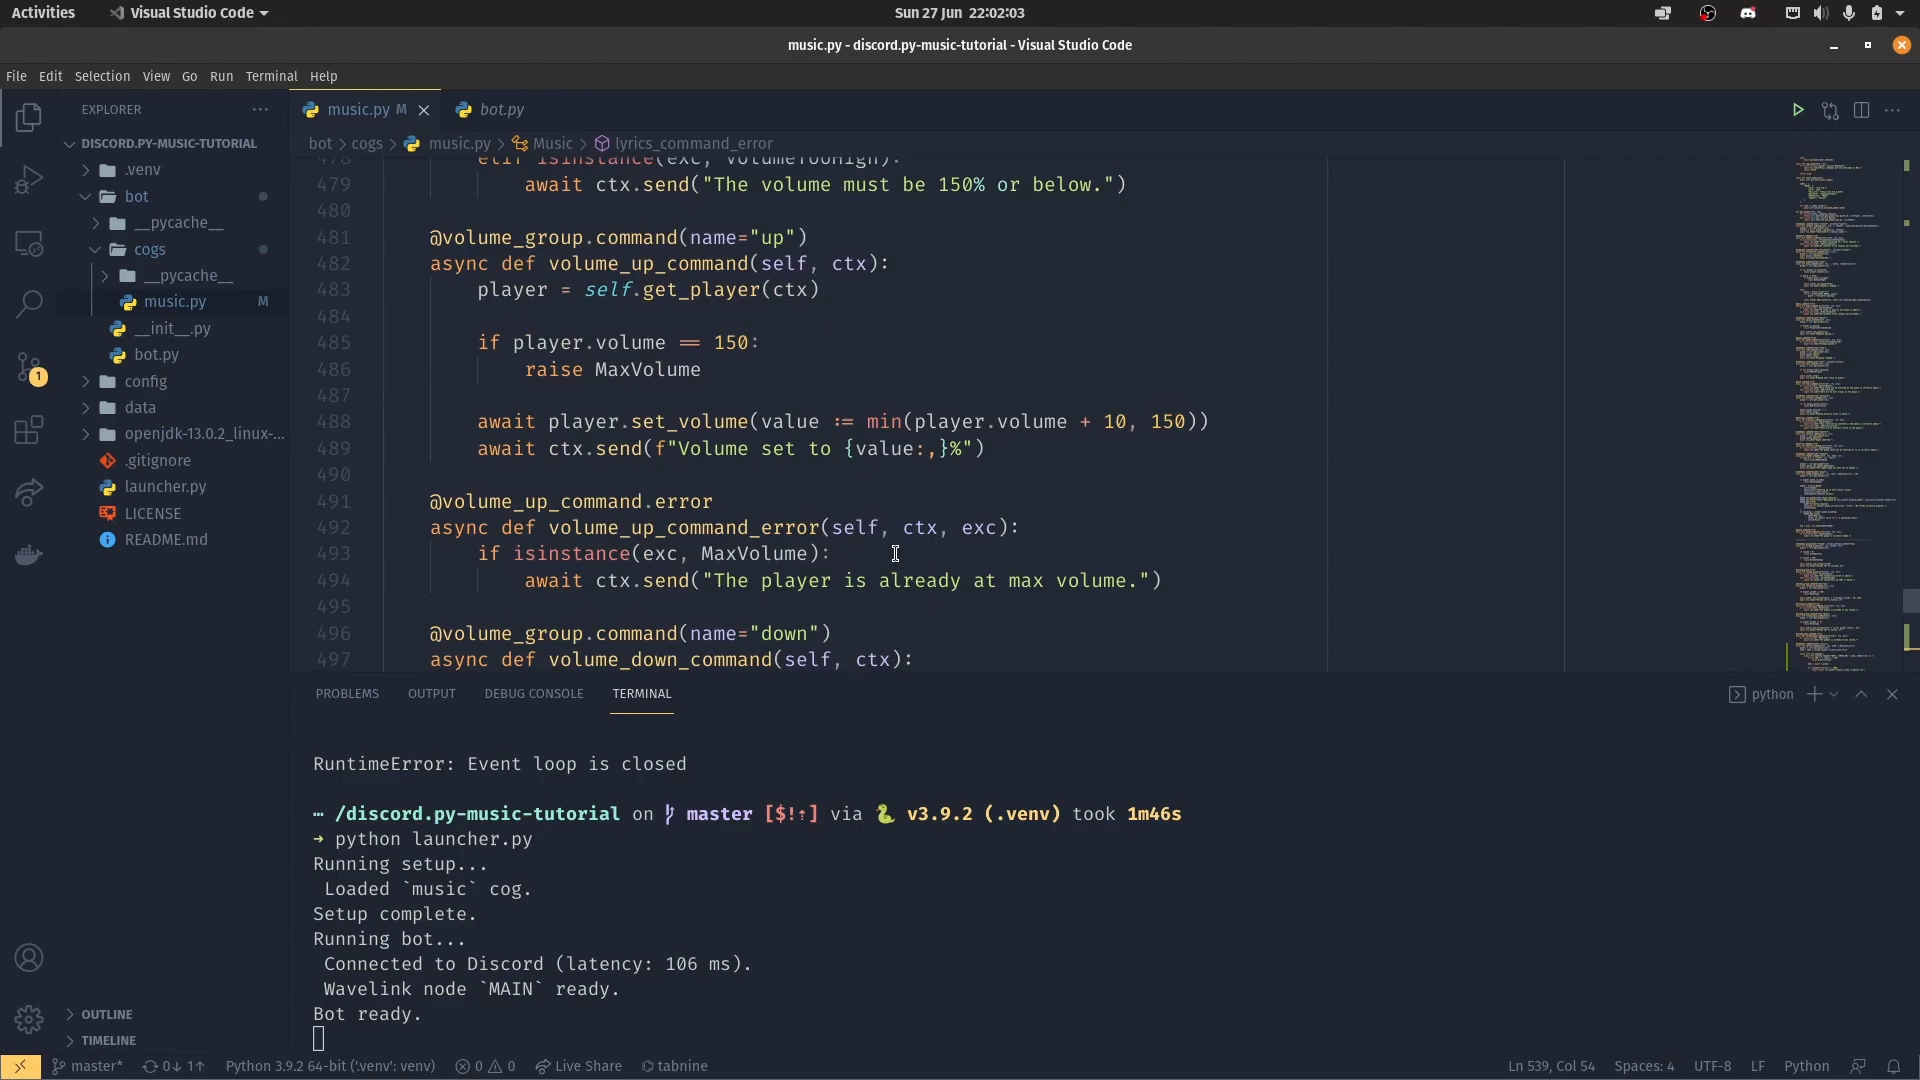 Activities
Visual Studio Code
Sun 27 Jun 22:02:03
music.py - discord.py-music-tutorial - Visual Studio Code
File Edit Selection View Go Run Terminal Help
EXPLORER
DISCORD.PY-MUSIC-TUTORIAL
.venv
bot
__pycache__
cogs
__pycache__
music.py M
__init__.py
bot.py
config
data
openjdk-13.0.2_linux-...
.gitignore
launcher.py
LICENSE
README.md
OUTLINE
TIMELINE
1
music.py M
bot.py
bot > cogs > music.py > Music > lyrics_command_error
478 elif isinstance(exc, VolumeTooHigh):
479 await ctx.send("The volume must be 150% or below.")
480
481 @volume_group.command(name="up")
482 async def volume_up_command(self, ctx):
483 player = self.get_player(ctx)
484
485 if player.volume == 150:
486 raise MaxVolume
487
488 await player.set_volume(value := min(player.volume + 10, 150))
489 await ctx.send(f"Volume set to {value:,}%")
490
491 @volume_up_command.error
492 async def volume_up_command_error(self, ctx, exc):
493 if isinstance(exc, MaxVolume):
494 await ctx.send("The player is already at max volume.")
495
496 @volume_group.command(name="down")
497 async def volume_down_command(self, ctx):
PROBLEMS OUTPUT DEBUG CONSOLE TERMINAL
python
RuntimeError: Event loop is closed
… /discord.py-music-tutorial on master [$!⇡] via 🐍 v3.9.2 (.venv) took 1m46s
➜ python launcher.py
Running setup...
Loaded `music` cog.
Setup complete.
Running bot...
Connected to Discord (latency: 106 ms).
Wavelink node `MAIN` ready.
Bot ready.
master* 0↓ 1↑ Python 3.9.2 64-bit ('.venv': venv) 0 0 Live Share tabnine
Ln 539, Col 54 Spaces: 4 UTF-8 LF Python